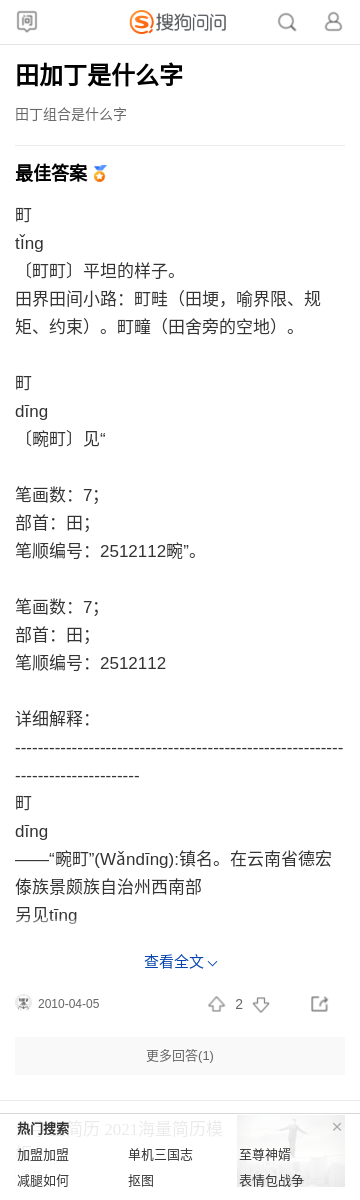 问 搜狗问问
田加丁是什么字
田丁组合是什么字
最佳答案
町
tǐng
〔町町〕平坦的样子。
田界田间小路：町畦（田埂，喻界限、规
矩、约束）。町疃（田舍旁的空地）。
町
dīng
〔畹町〕见“
笔画数：7；
部首：田；
笔顺编号：2512112畹”。
笔画数：7；
部首：田；
笔顺编号：2512112
详细解释：
----------------------------------------------------------
----------------------
町
dīng
——“畹町”(Wǎndīng):镇名。在云南省德宏
傣族景颇族自治州西南部
另见tīng
查看全文
2010-04-05 2
更多回答(1)
简历 2021海量简历模
热门搜索
加盟加盟 单机三国志 至尊神婿
减腿如何 抠图 表情包战争